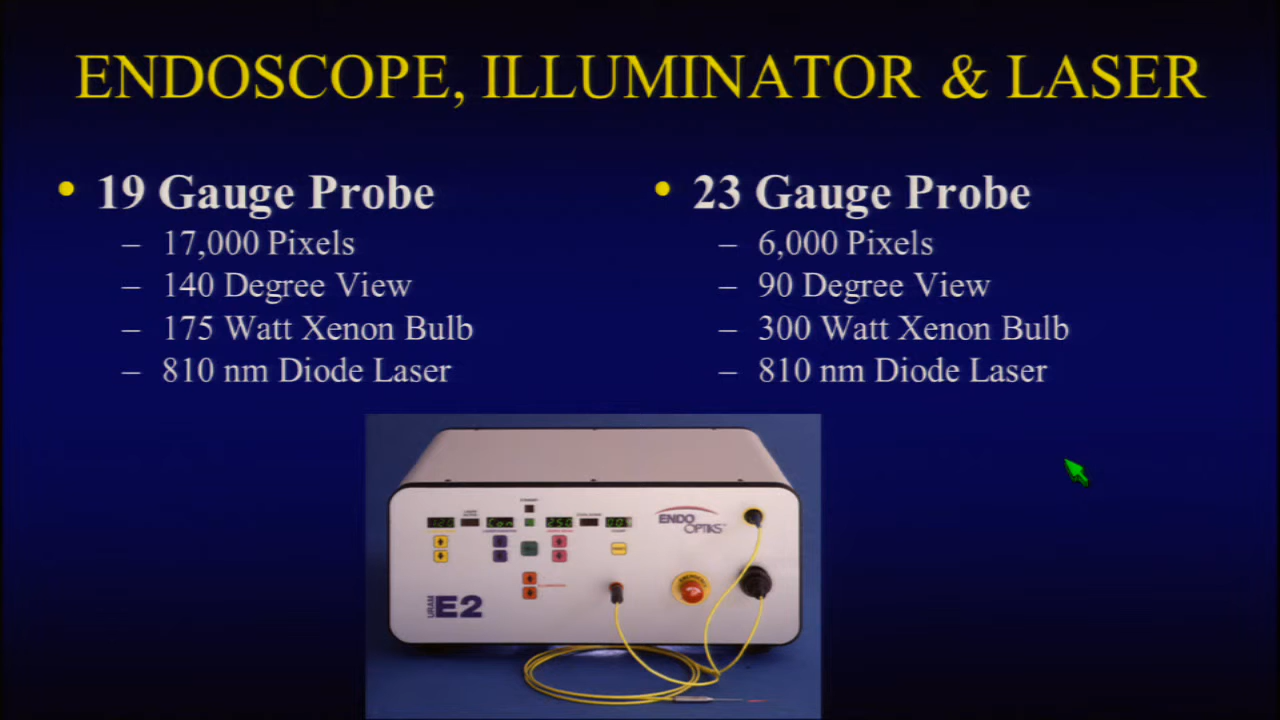 ENDOSCOPE, ILLUMINATOR & LASER
• 19 Gauge Probe
– 17,000 Pixels
– 140 Degree View
– 175 Watt Xenon Bulb
– 810 nm Diode Laser
• 23 Gauge Probe
– 6,000 Pixels
– 90 Degree View
– 300 Watt Xenon Bulb
– 810 nm Diode Laser
ENDO
OPTIKS
URAM E2